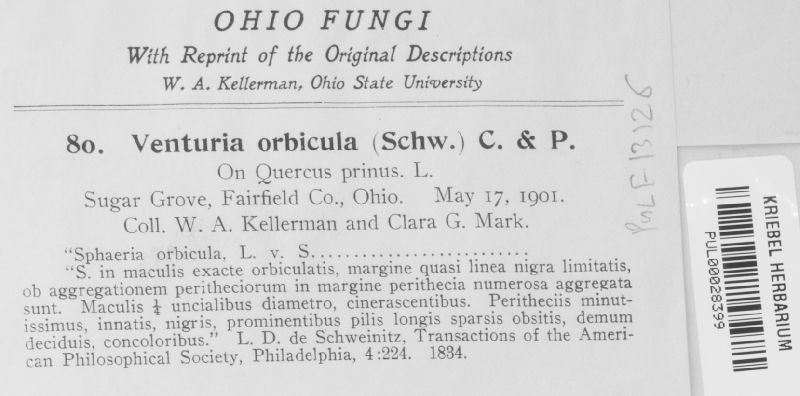 OHIO FUNGI
With Reprint of the Original Descriptions
W. A. Kellerman, Ohio State University
80. Venturia orbicula (Schw.) C. & P.
On Quercus prinus. L.
Sugar Grove, Fairfield Co., Ohio. May 17, 1901.
Coll. W. A. Kellerman and Clara G. Mark.
"Sphaeria orbicula, L. v. S.........................
"S. in maculis exacte orbiculatis, margine quasi linea nigra limitatis,
ob aggregationem peritheciorum in margine perithecia numerosa aggregata
sunt. Maculis ¼ uncialibus diametro, cinerascentibus. Peritheciis minut-
issimus, innatis, nigris, prominentibus pilis longis sparsis obsitis, demum
deciduis, concoloribus." L. D. de Schweinitz, Transactions of the Ameri-
can Philosophical Society, Philadelphia, 4:224. 1834.
PUL F13126
KRIEBEL HERBARIUM
PUL00028399